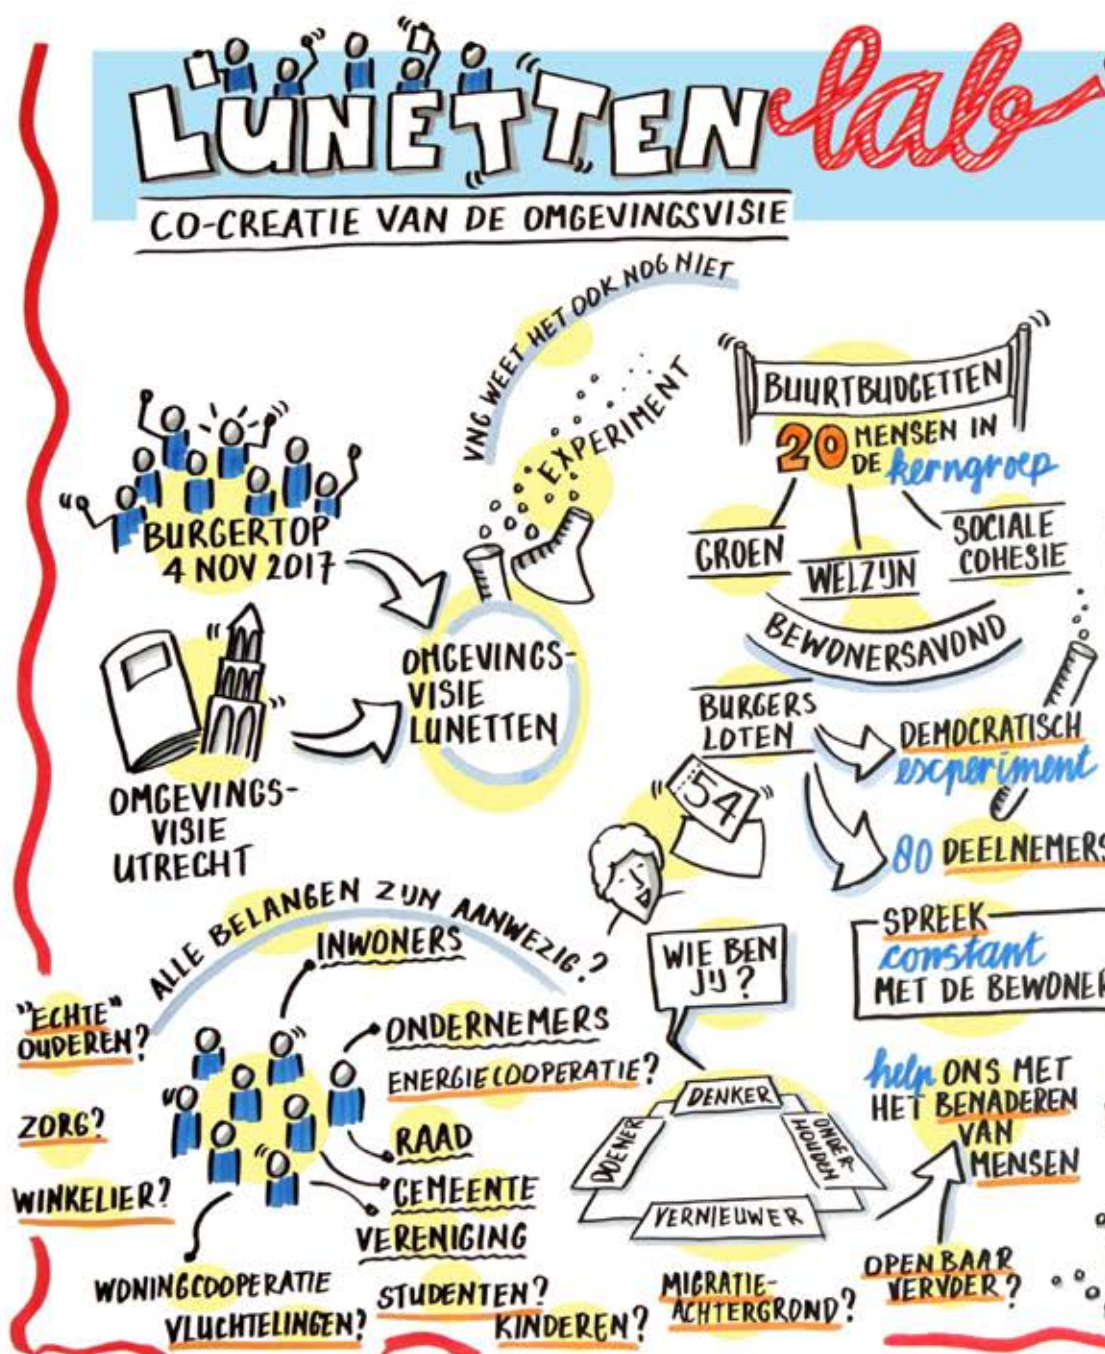 LUNETTEN lab
CO-CREATIE VAN DE OMGEVINGSVISIE
VNG WEET HET OOK NOG NIET
EXPERIMENT
BURGERTOP
4 NOV 2017
OMGEVINGS-
VISIE
UTRECHT
OMGEVINGS-
VISIE
LUNETTEN
BUURTBUDGETTEN
20 MENSEN IN
DE kerngroep
GROEN
WELZIJN
SOCIALE
COHESIE
BEWONERSAVOND
BURGERS
LOTEN
54
DEMOCRATISCH
experiment
80 DEELNEMERS
SPREEK
constant
MET DE BEWONER
ALLE BELANGEN ZIJN AANWEZIG?
INWONERS
ONDERNEMERS
ENERGIECOOPERATIE?
RAAD
GEMEENTE
VERENIGING
"ECHTE"
OUDEREN?
ZORG?
WINKELIER?
WONINGCOOPERATIE
VLUCHTELINGEN?
STUDENTEN?
KINDEREN?
WIE BEN
JIJ?
DENKER
DOENER
ONDER-
HOUDEN
VERNIEUWER
MIGRATIE-
ACHTERGROND?
help ONS MET
HET BENADEREN
VAN
MENSEN
OPENBAAR
VERVOER?